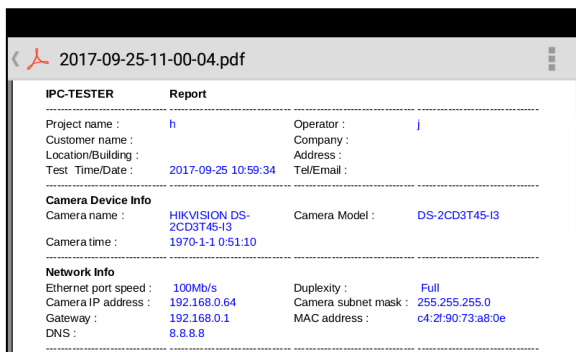 2017-09-25-11-00-04.pdf
IPC-TESTER Report
Project name : h Operator : j
Customer name : Company :
Location/Building : Address :
Test Time/Date : 2017-09-25 10:59:34 Tel/Email :
Camera Device Info
Camera name : HIKVISION DS-2CD3T45-I3 Camera Model : DS-2CD3T45-I3
Camera time : 1970-1-1 0:51:10
Network Info
Ethernet port speed : 100Mb/s Duplexity : Full
Camera IP address : 192.168.0.64 Camera subnet mask : 255.255.255.0
Gateway : 192.168.0.1 MAC address : c4:2f:90:73:a8:0e
DNS : 8.8.8.8